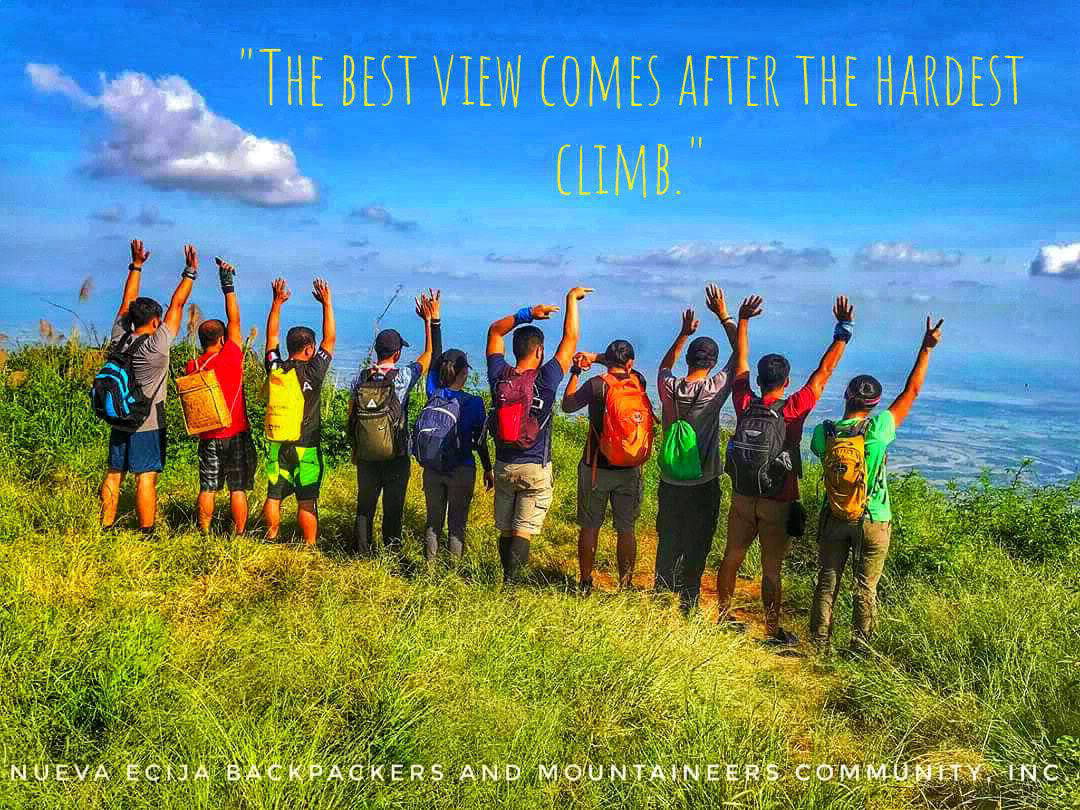 "The best view comes after the hardest
climb."
NUEVA ECIJA BACKPACKERS AND MOUNTAINEERS COMMUNITY, INC.